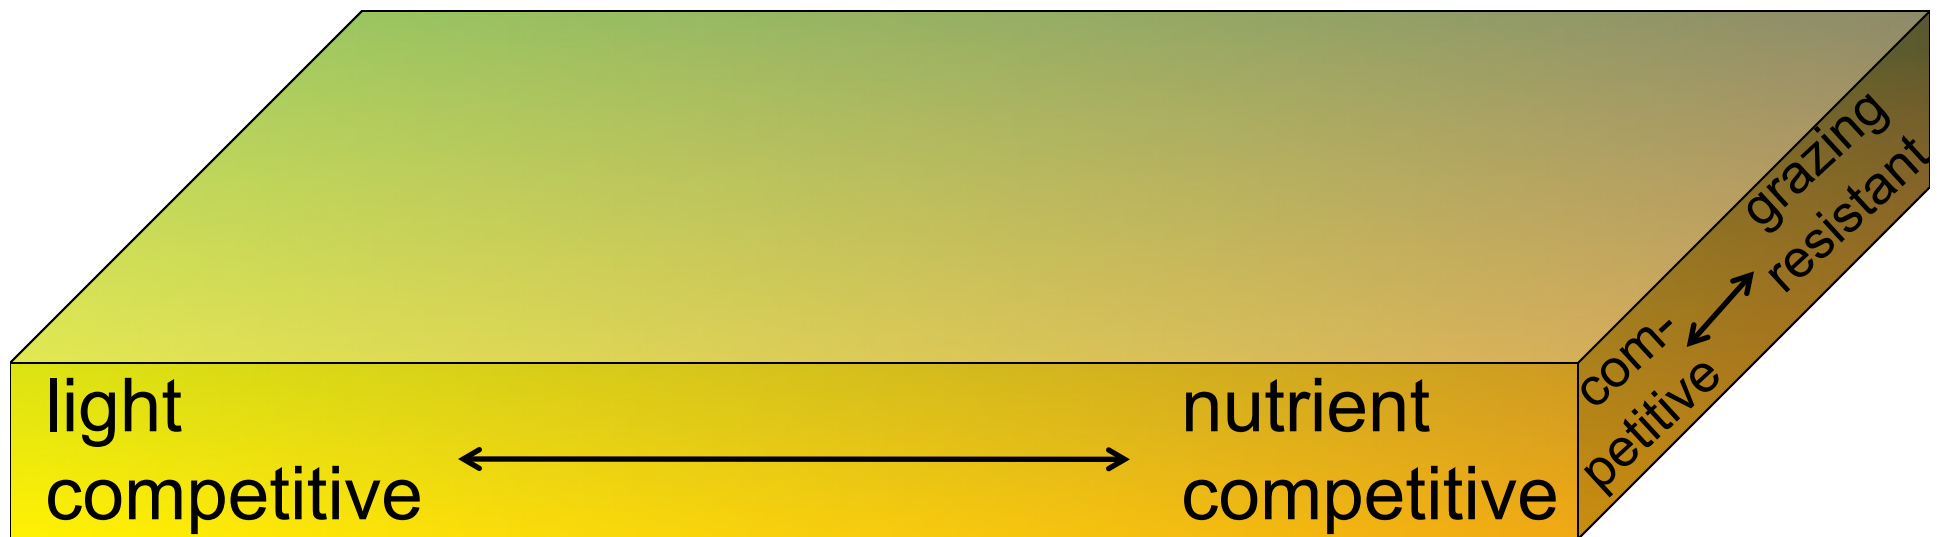 light
competitive
nutrient
competitive
com-
petitive
grazing
resistant